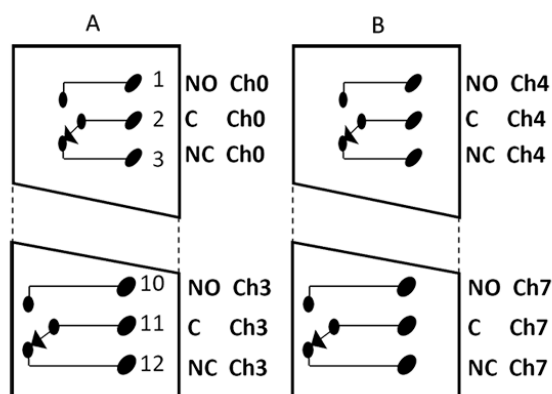 A B
1 NO Ch0 NO Ch4
2 C Ch0 C Ch4
3 NC Ch0 NC Ch4
10 NO Ch3 NO Ch7
11 C Ch3 C Ch7
12 NC Ch3 NC Ch7